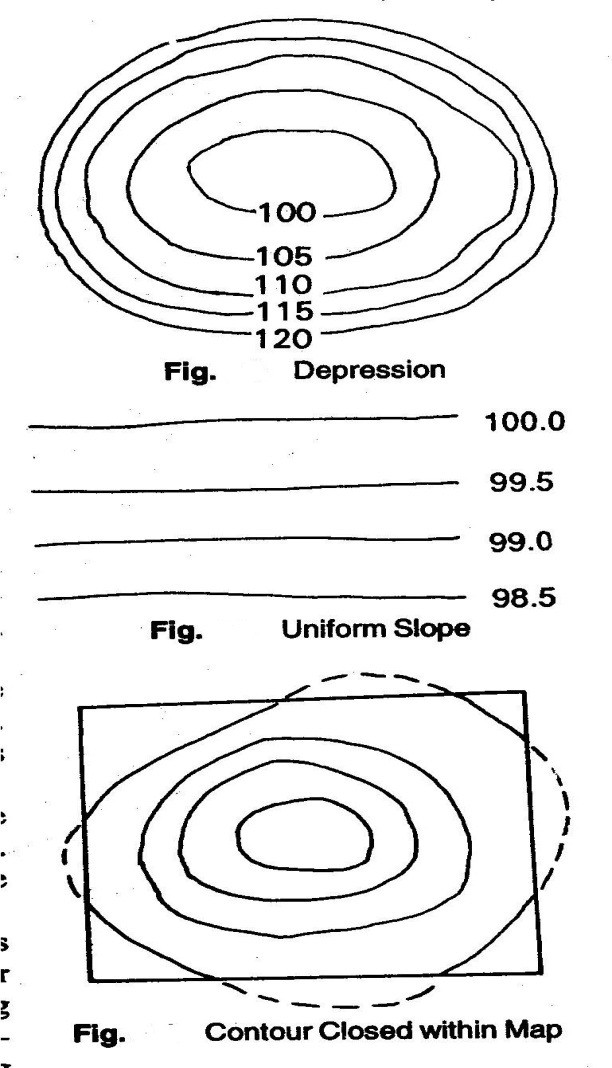 100
105
110
115
120
Fig. Depression
100.0
99.5
99.0
98.5
Fig. Uniform Slope
s
e
s
r
g
-
Fig. Contour Closed within Map